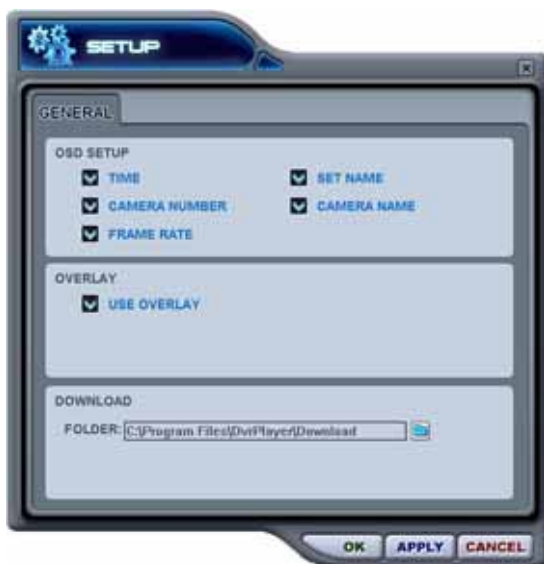 SETUP
GENERAL
OSD SETUP
TIME
SET NAME
CAMERA NUMBER
CAMERA NAME
FRAME RATE
OVERLAY
USE OVERLAY
DOWNLOAD
FOLDER: C:\Program Files\DvrPlayer\Download
OK APPLY CANCEL